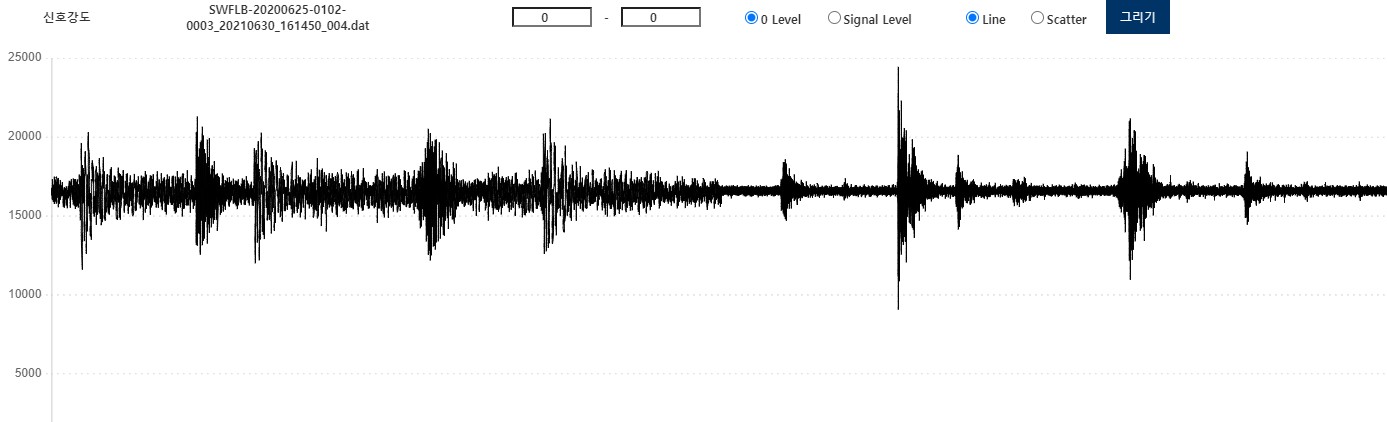 신호강도
SWFLB-20200625-0102-
0003_20210630_161450_004.dat
0 - 0
0 Level Signal Level
Line Scatter
그리기
25000
20000
15000
10000
5000